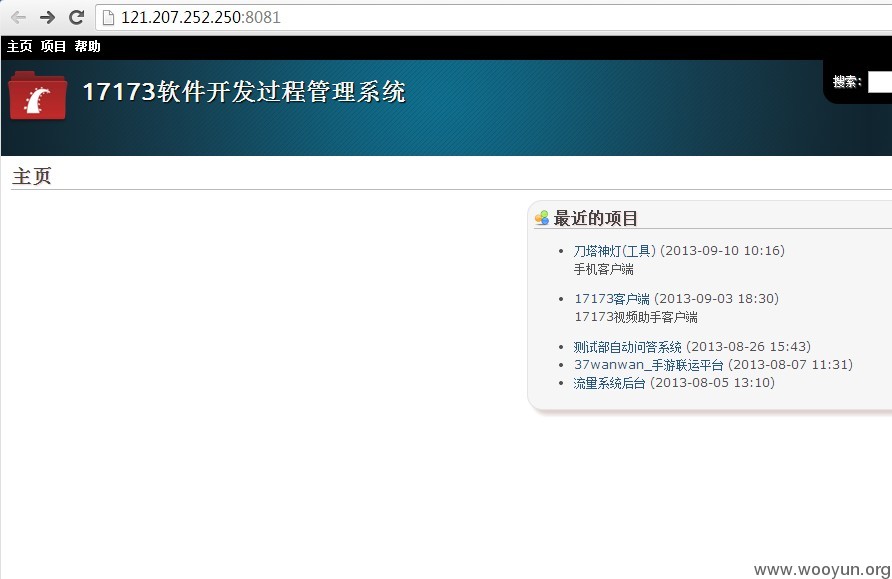 121.207.252.250:8081
主页 项目 帮助
17173软件开发过程管理系统
搜索:
主页
最近的项目
刀塔神灯(工具) (2013-09-10 10:16)
手机客户端
17173客户端 (2013-09-03 18:30)
17173视频助手客户端
测试部自动问答系统 (2013-08-26 15:43)
37wanwan_手游联运平台 (2013-08-07 11:31)
流量系统后台 (2013-08-05 13:10)
www.wooyun.org